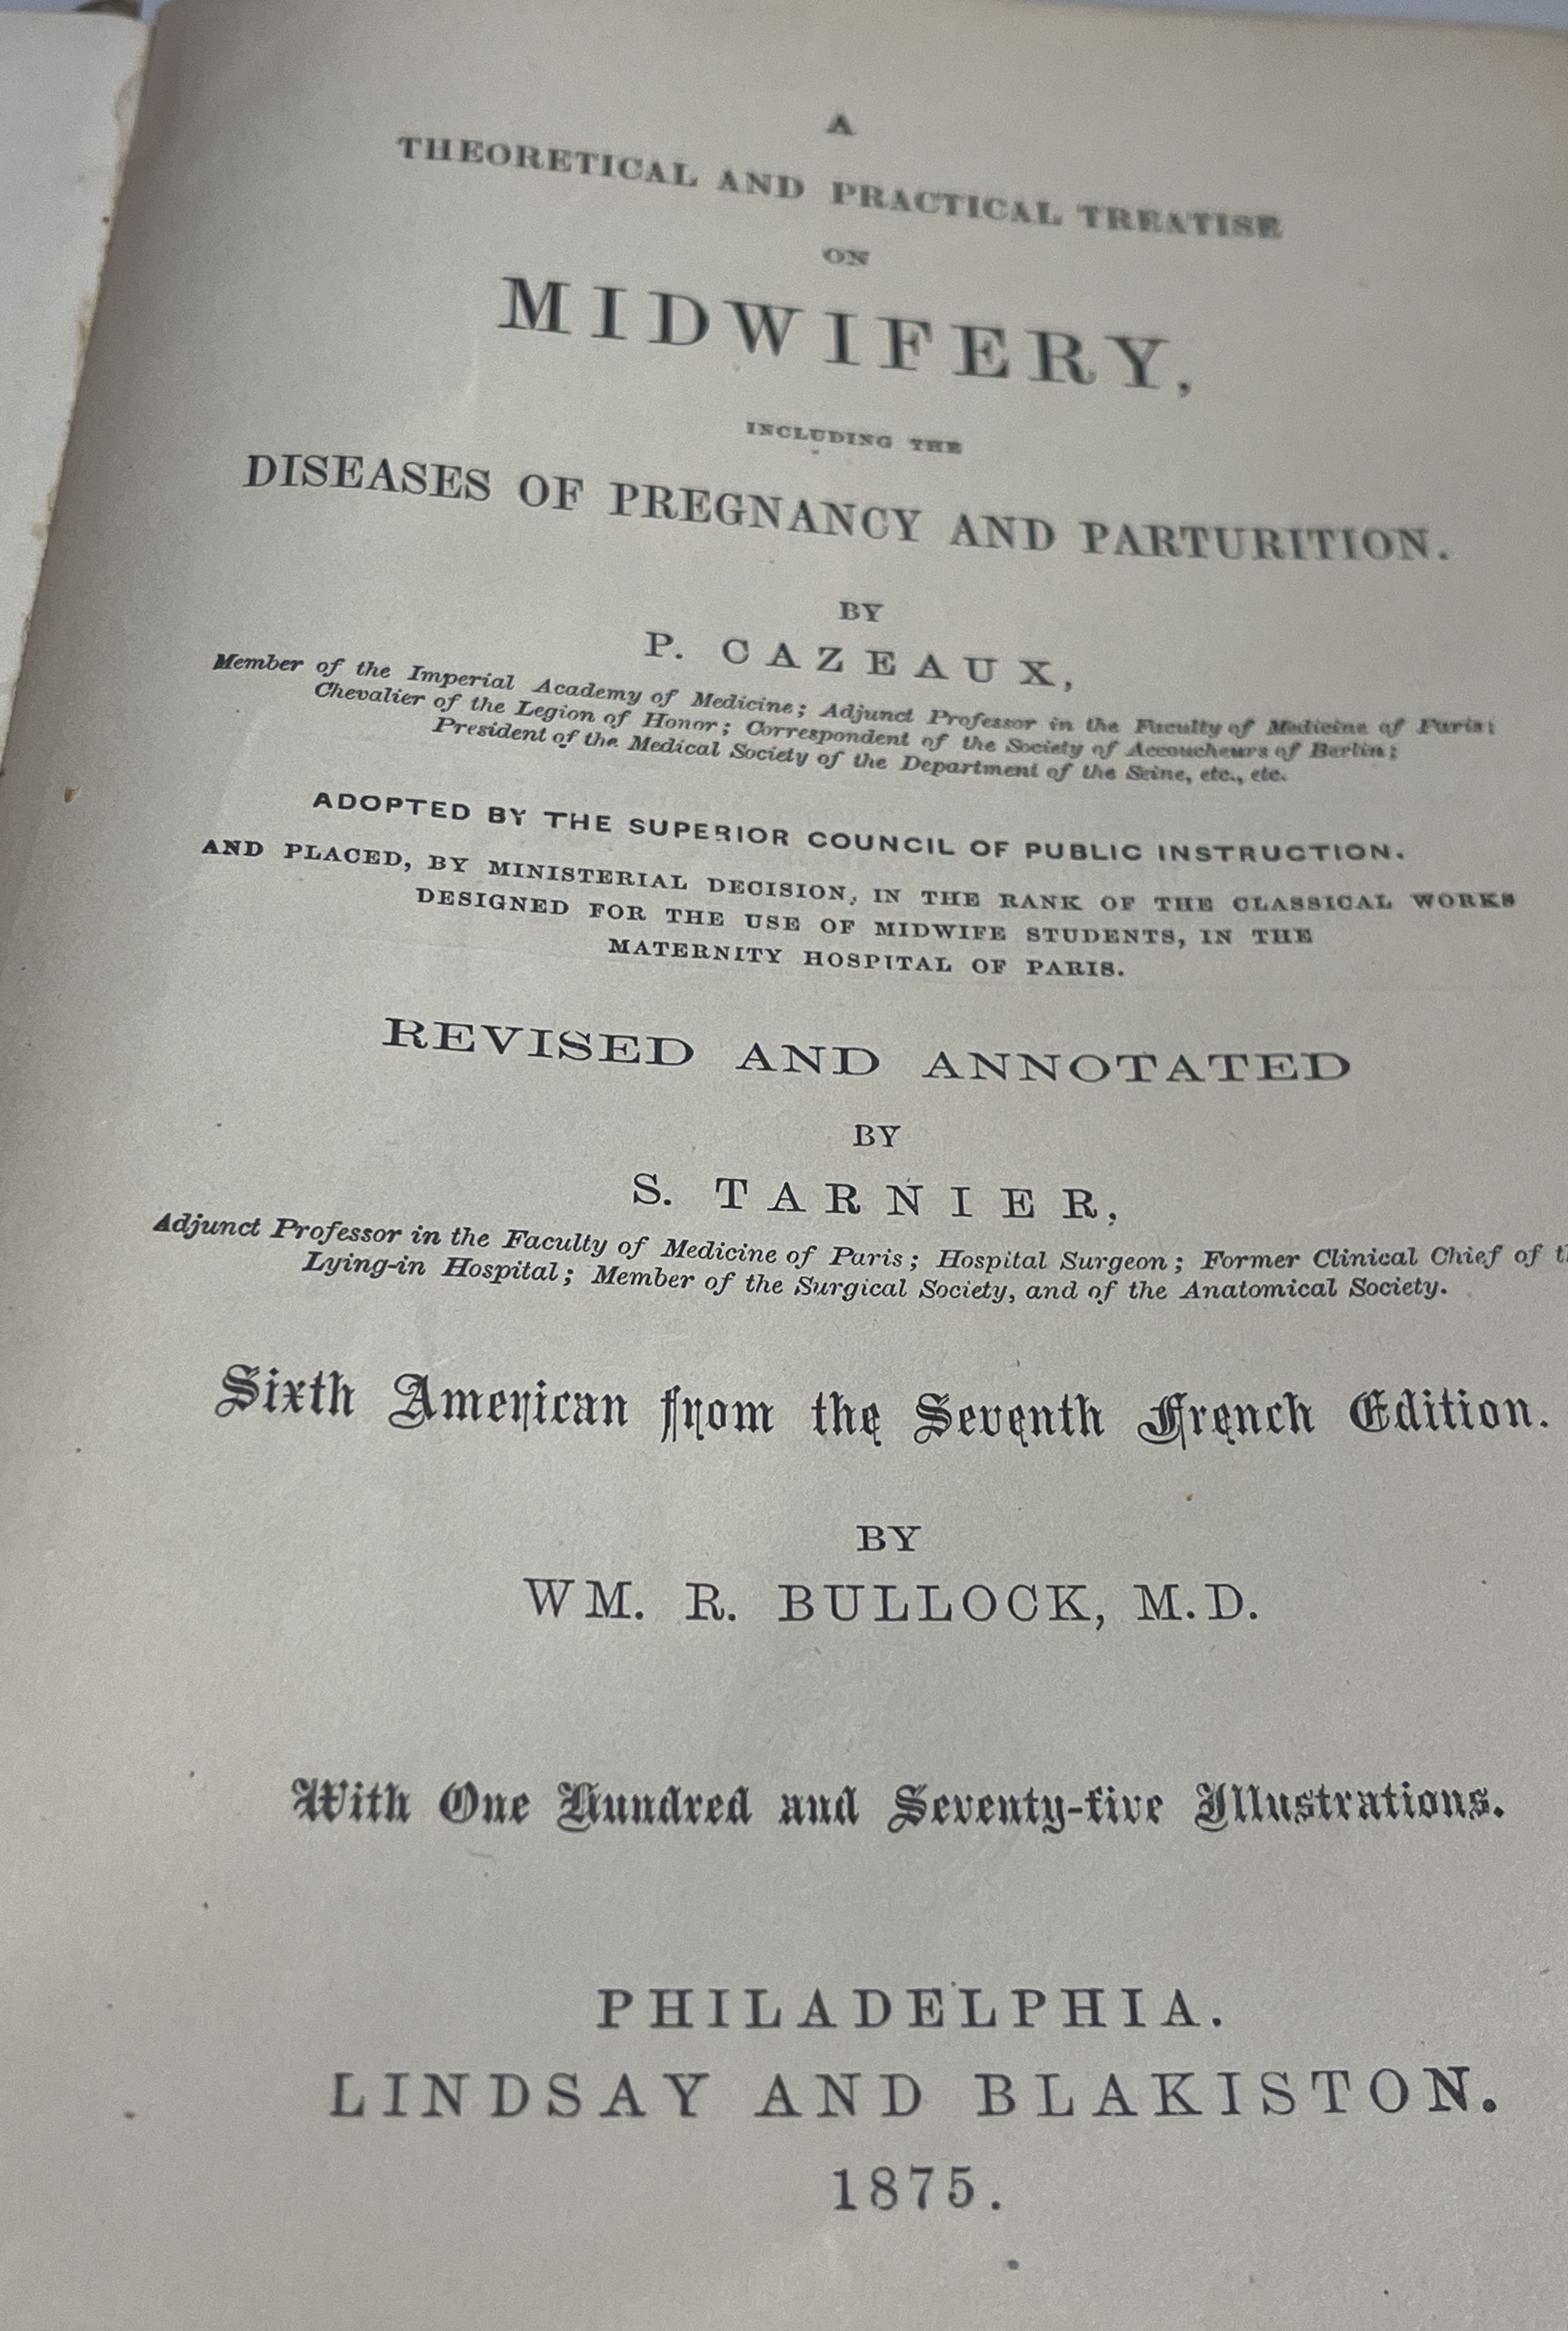 A
THEORETICAL AND PRACTICAL TREATISE
ON
MIDWIFERY,
INCLUDING THE
DISEASES OF PREGNANCY AND PARTURITION.
BY
P. CAZEAUX,
Member of the Imperial Academy of Medicine; Adjunct Professor in the Faculty of Medicine of Paris;
Chevalier of the Legion of Honor; Correspondent of the Society of Accoucheurs of Berlin;
President of the Medical Society of the Department of the Seine, etc., etc.
ADOPTED BY THE SUPERIOR COUNCIL OF PUBLIC INSTRUCTION.
AND PLACED, BY MINISTERIAL DECISION, IN THE RANK OF THE CLASSICAL WORKS
DESIGNED FOR THE USE OF MIDWIFE STUDENTS, IN THE
MATERNITY HOSPITAL OF PARIS.
REVISED AND ANNOTATED
BY
S. TARNIER,
Adjunct Professor in the Faculty of Medicine of Paris; Hospital Surgeon; Former Clinical Chief of
Lying-in Hospital; Member of the Surgical Society, and of the Anatomical Society.
Sixth American from the Seventh French Edition.
BY
WM. R. BULLOCK, M.D.
With One Hundred and Seventy-five Illustrations.
PHILADELPHIA.
LINDSAY AND BLAKISTON.
1875.